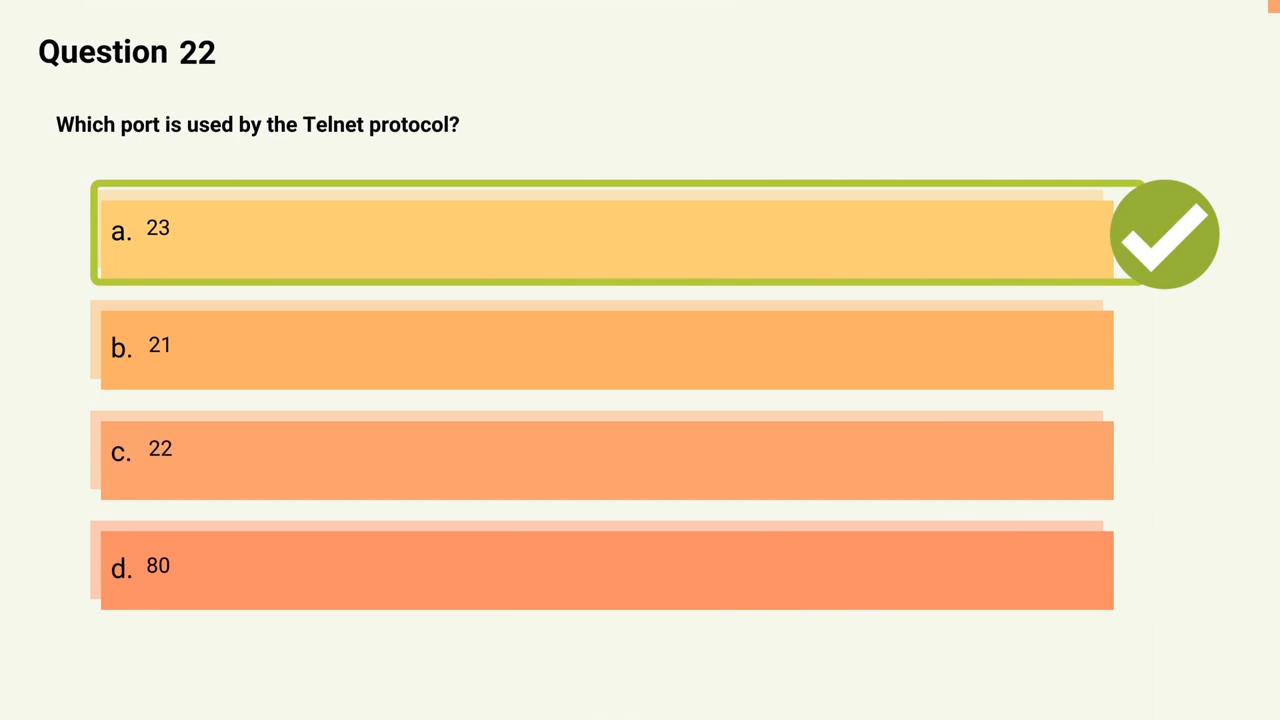 Question 22
Which port is used by the Telnet protocol?
a. 23
b. 21
c. 22
d. 80